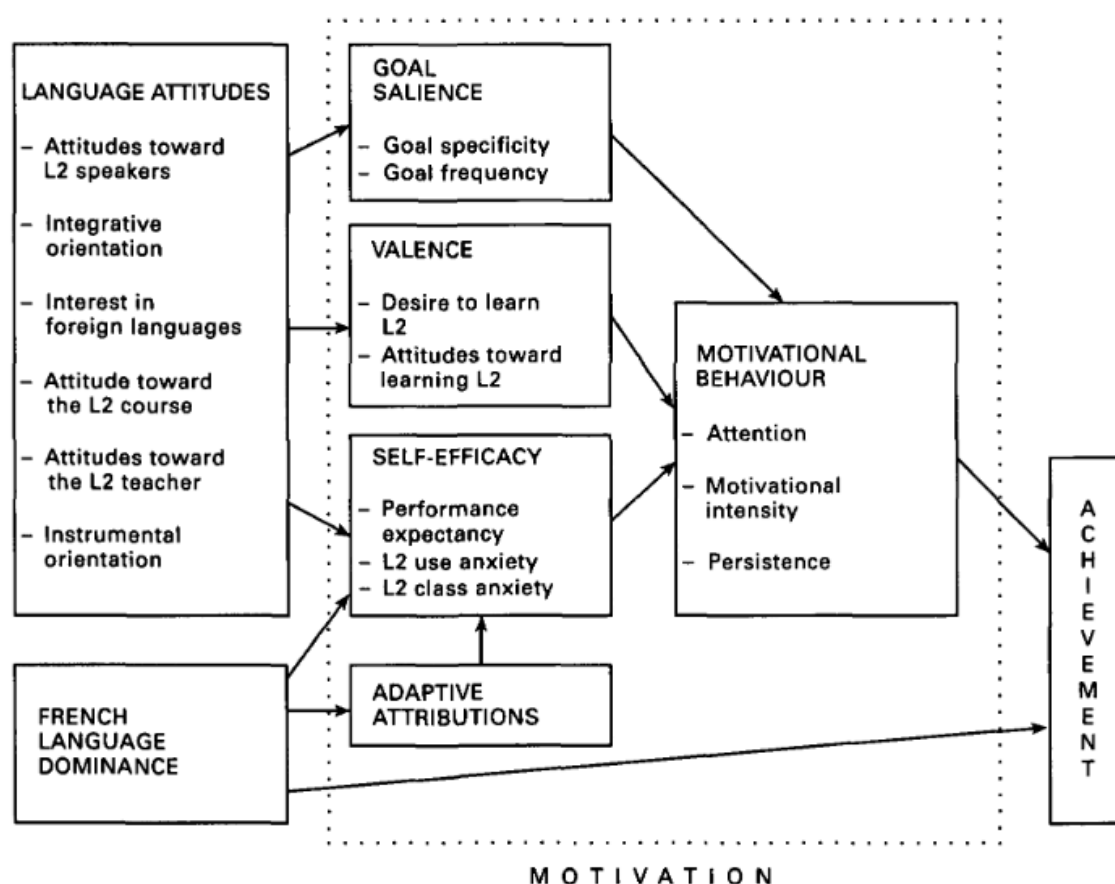 LANGUAGE ATTITUDES
– Attitudes toward
L2 speakers
– Integrative
orientation
– Interest in
foreign languages
– Attitude toward
the L2 course
– Attitudes toward
the L2 teacher
– Instrumental
orientation
FRENCH
LANGUAGE
DOMINANCE
GOAL
SALIENCE
– Goal specificity
– Goal frequency
VALENCE
– Desire to learn
L2
– Attitudes toward
learning L2
SELF-EFFICACY
– Performance
expectancy
– L2 use anxiety
– L2 class anxiety
ADAPTIVE
ATTRIBUTIONS
MOTIVATIONAL
BEHAVIOUR
– Attention
– Motivational
intensity
– Persistence
ACHIEVEMENT
MOTIVATION